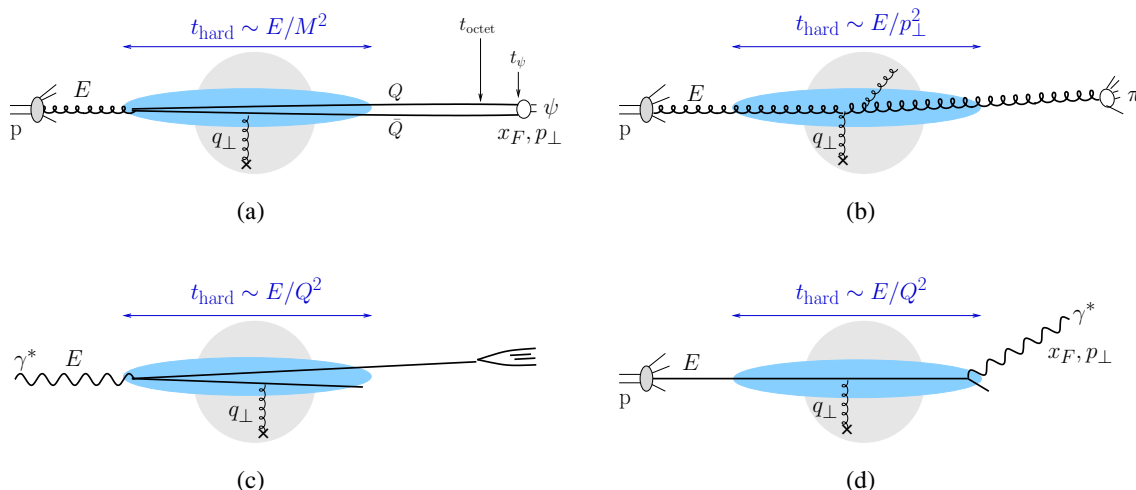 t_hard ∼ E/M^2
t_octet
t_ψ
E
Q
Q̄
ψ
p
q_⊥
x_F, p_⊥
(a)
t_hard ∼ E/p_⊥^2
E
π
p
q_⊥
(b)
t_hard ∼ E/Q^2
γ*
E
q_⊥
(c)
t_hard ∼ E/Q^2
γ*
E
x_F, p_⊥
p
q_⊥
(d)